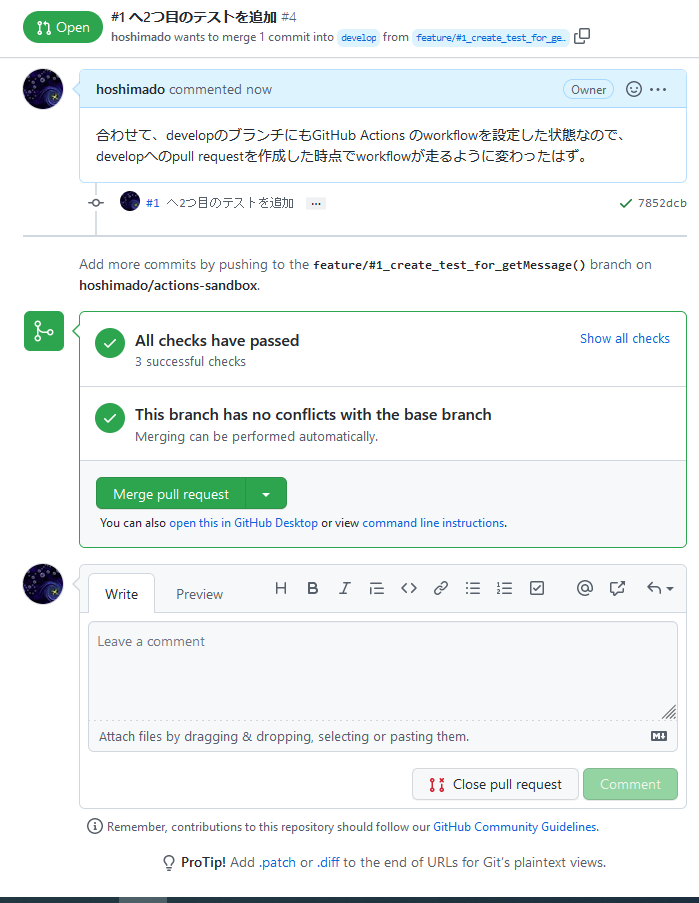 Open
#1 へ2つ目のテストを追加 #4
hoshimado wants to merge 1 commit into develop from feature/#1_create_test_for_ge…
hoshimado commented now Owner
合わせて、developのブランチにもGitHub Actions のworkflowを設定した状態なので、
developへのpull requestを作成した時点でworkflowが走るように変わったはず。
#1 へ2つ目のテストを追加 … 7852dcb
Add more commits by pushing to the feature/#1_create_test_for_getMessage() branch on
hoshimado/actions-sandbox.
All checks have passed Show all checks
3 successful checks
This branch has no conflicts with the base branch
Merging can be performed automatically.
Merge pull request
You can also open this in GitHub Desktop or view command line instructions.
Write Preview
Leave a comment
Attach files by dragging & dropping, selecting or pasting them.
Close pull request Comment
Remember, contributions to this repository should follow our GitHub Community Guidelines.
ProTip! Add .patch or .diff to the end of URLs for Git's plaintext views.